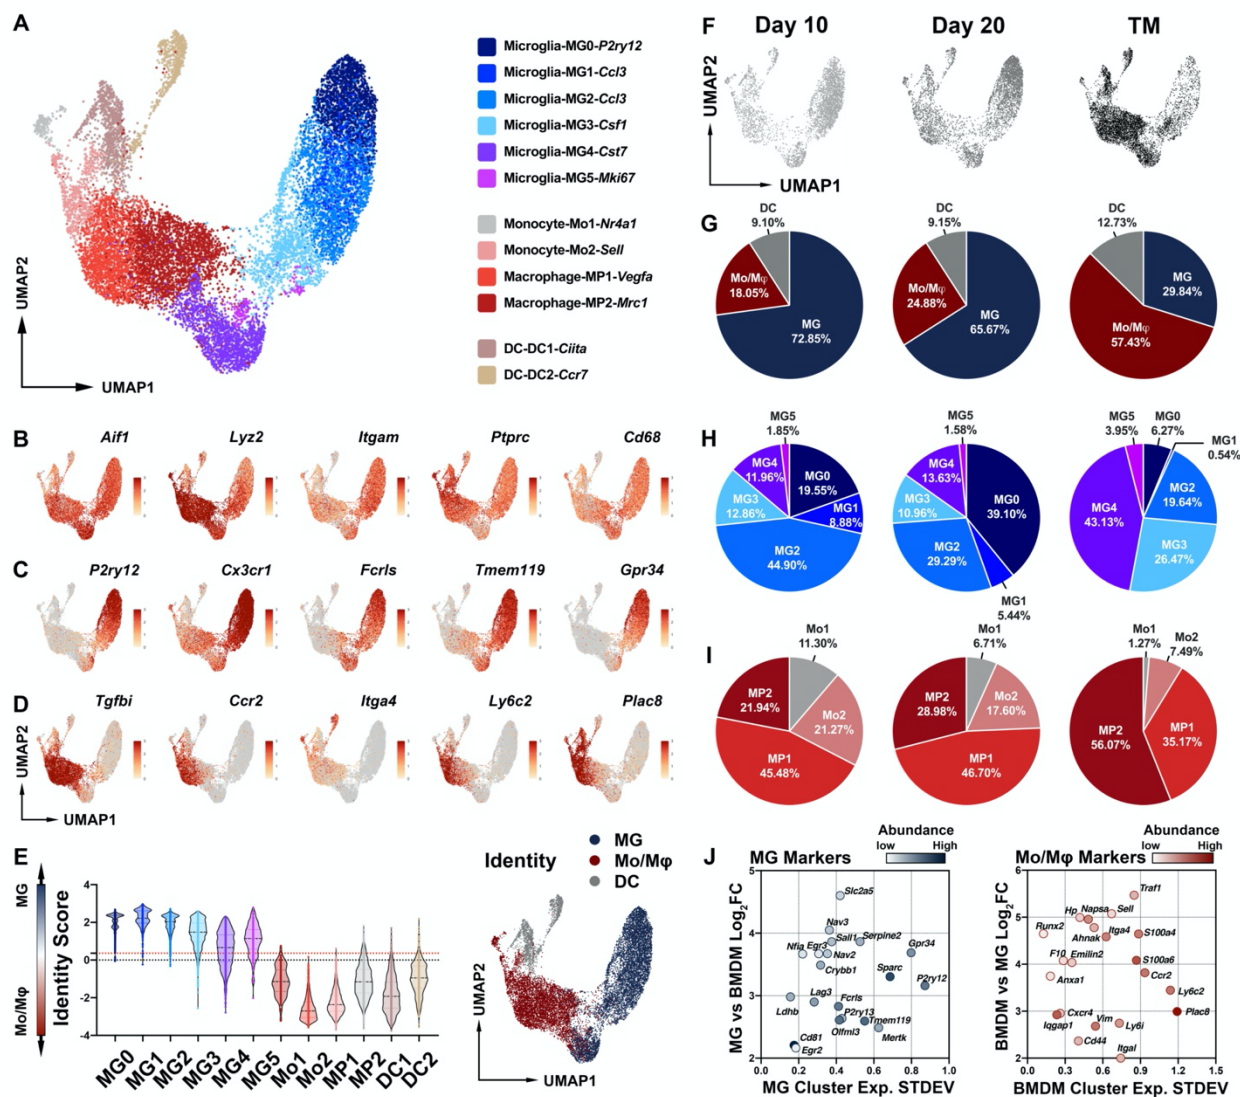 A
Microglia-MG0-P2ry12
Microglia-MG1-Ccl3
Microglia-MG2-Ccl3
Microglia-MG3-Csf1
Microglia-MG4-Cst7
Microglia-MG5-Mki67
Monocyte-Mo1-Nr4a1
Monocyte-Mo2-Sell
Macrophage-MP1-Vegfa
Macrophage-MP2-Mrc1
DC-DC1-Ciita
DC-DC2-Ccr7
UMAP2
UMAP1
B
Aif1 Lyz2 Itgam Ptprc Cd68
C
P2ry12 Cx3cr1 Fcrls Tmem119 Gpr34
D
Tgfbi Ccr2 Itga4 Ly6c2 Plac8
UMAP2
UMAP1
E
MG
Mo/Mφ
Identity Score
4
2
0
-2
-4
MG0 MG1 MG2 MG3 MG4 MG5 Mo1 Mo2 MP1 MP2 DC1 DC2
Identity
MG
Mo/Mφ
DC
UMAP2
UMAP1
F
Day 10 Day 20 TM
UMAP2
UMAP1
G
DC
9.10%
Mo/Mφ
18.05%
MG
72.85%
DC
9.15%
Mo/Mφ
24.88%
MG
65.67%
DC
12.73%
MG
29.84%
Mo/Mφ
57.43%
H
MG5
1.85%
MG4
11.96%
MG0
19.55%
MG3
12.86%
MG1
8.88%
MG2
44.90%
MG5
1.58%
MG4
13.63%
MG0
39.10%
MG3
10.96%
MG2
29.29%
MG1
5.44%
MG5
3.95%
MG0
6.27%
MG1
0.54%
MG2
19.64%
MG4
43.13%
MG3
26.47%
I
Mo1
11.30%
MP2
21.94%
Mo2
21.27%
MP1
45.48%
Mo1
6.71%
MP2
28.98%
Mo2
17.60%
MP1
46.70%
Mo1
1.27%
Mo2
7.49%
MP2
56.07%
MP1
35.17%
J
MG Markers
Abundance
low High
MG vs BMDM Log2FC
5
4
3
2
Slc2a5
Nav3
Sall1
Serpine2
Nfia
Egr3
Nav2
Gpr34
Crybb1
Sparc
P2ry12
Lag3
Ldhb
Fcrls
P2ry13
Tmem119
Olfml3
Mertk
Cd81
Egr2
0.0 0.2 0.4 0.6 0.8 1.0
MG Cluster Exp. STDEV
Mo/Mφ Markers
Abundance
low High
BMDM vs MG Log2FC
6
5
4
3
2
Traf1
Hp
Napsa
Sell
Runx2
Itga4
S100a4
Ahnak
F10
Emilin2
S100a6
Anxa1
Ccr2
Ly6c2
Cxcr4
Plac8
Iqgap1
Vim
Ly6i
Cd44
Itgal
0.0 0.3 0.6 0.9 1.2 1.5
BMDM Cluster Exp. STDEV